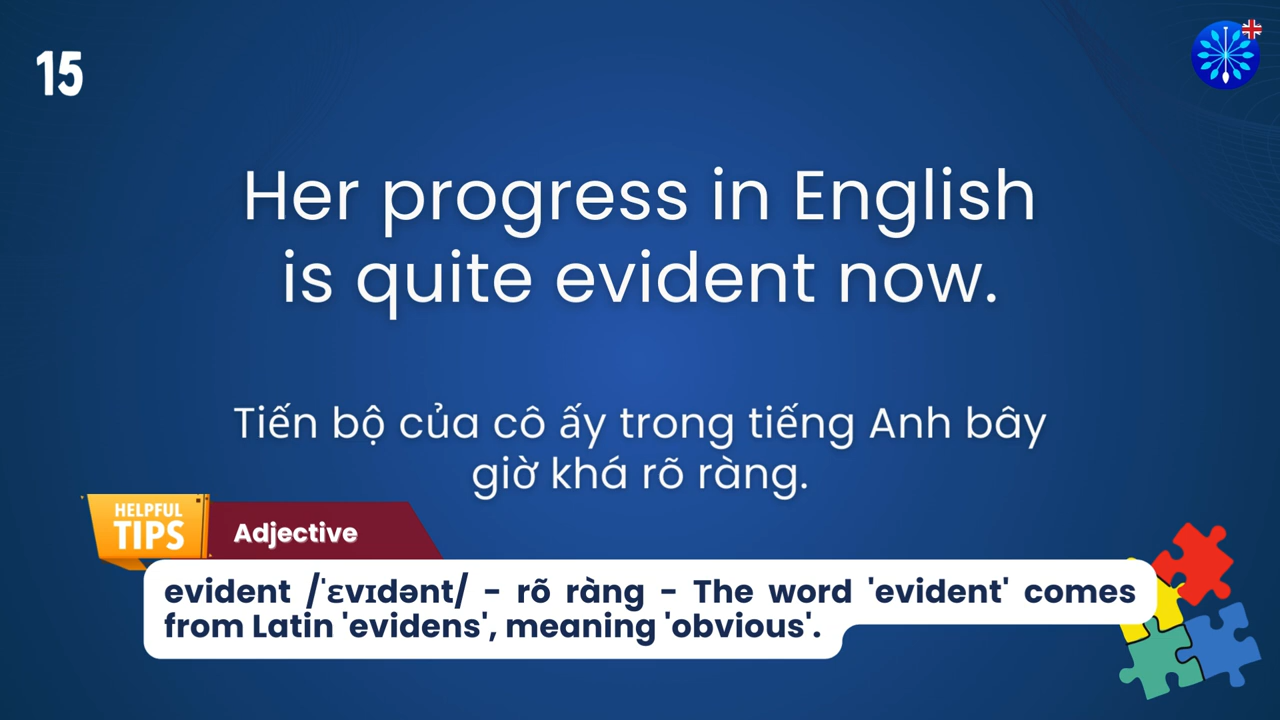 15
Her progress in English
is quite evident now.
Tiến bộ của cô ấy trong tiếng Anh bây
giờ khá rõ ràng.
HELPFUL
TIPS
Adjective
evident /ˈɛvɪdənt/ - rõ ràng - The word 'evident' comes
from Latin 'evidens', meaning 'obvious'.